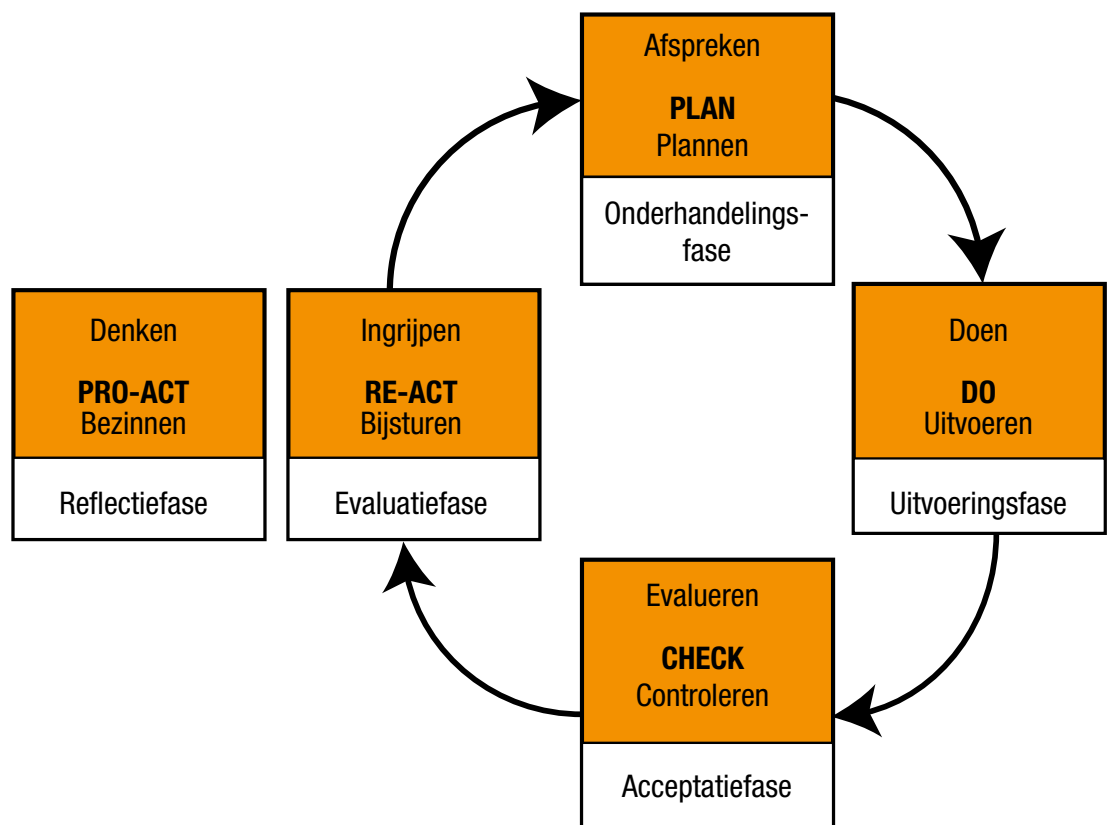 Afspreken
PLAN
Plannen
Onderhandelings-
fase
Denken
PRO-ACT
Bezinnen
Reflectiefase
Ingrijpen
RE-ACT
Bijsturen
Evaluatiefase
Doen
DO
Uitvoeren
Uitvoeringsfase
Evalueren
CHECK
Controleren
Acceptatiefase